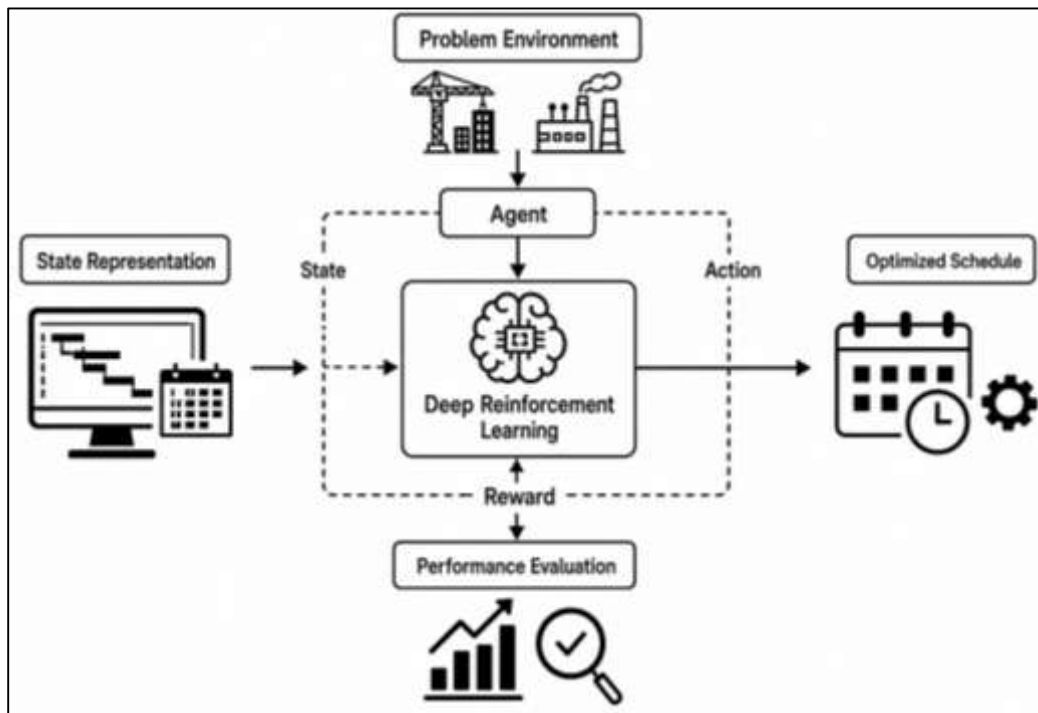 Problem Environment
Agent
State Representation
State
Action
Optimized Schedule
Deep Reinforcement
Learning
Reward
Performance Evaluation